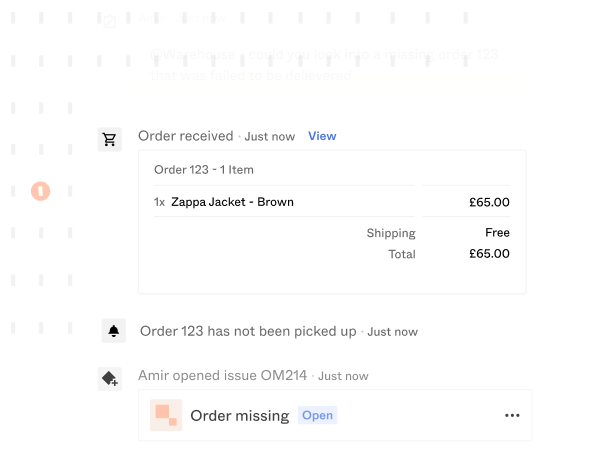 Amir · Just now
@Warehouse - could you look into a missing order 123
that was failed to be delievered
Order received · Just now View
Order 123 - 1 Item
1x Zappa Jacket - Brown £65.00
Shipping Free
Total £65.00
Order 123 has not been picked up · Just now
Amir opened issue OM214 · Just now
Order missing Open